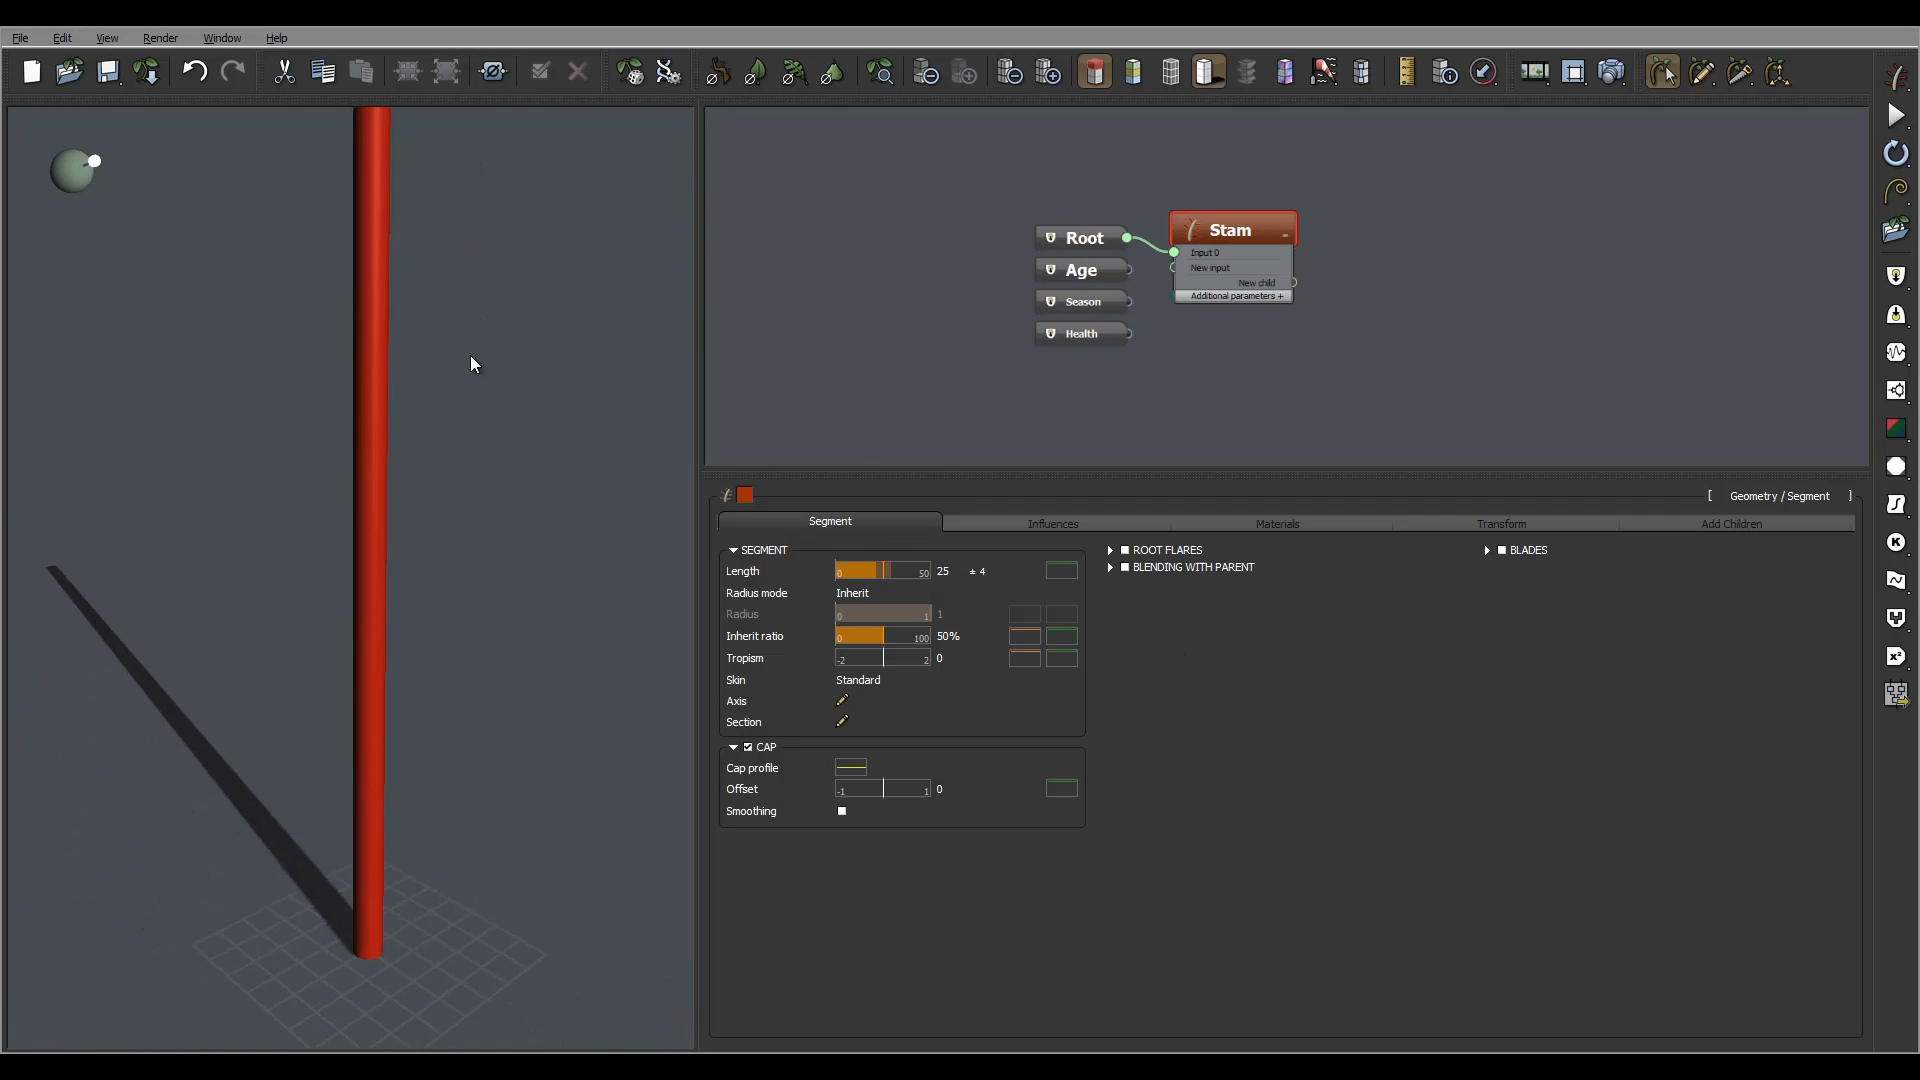 File Edit View Render Window Help
Root
Age
Season
Health
Stam
Input 0
New input
New child
Additional parameters +
[ Geometry / Segment ]
Segment Influences Materials Transform Add Children
SEGMENT
Length 0 50 25 ± 4
Radius mode Inherit
Radius 0 1 1
Inherit ratio 0 100 50%
Tropism -2 2 0
Skin Standard
Axis
Section
CAP
Cap profile
Offset -1 1 0
Smoothing
ROOT FLARES
BLENDING WITH PARENT
BLADES
K
x²